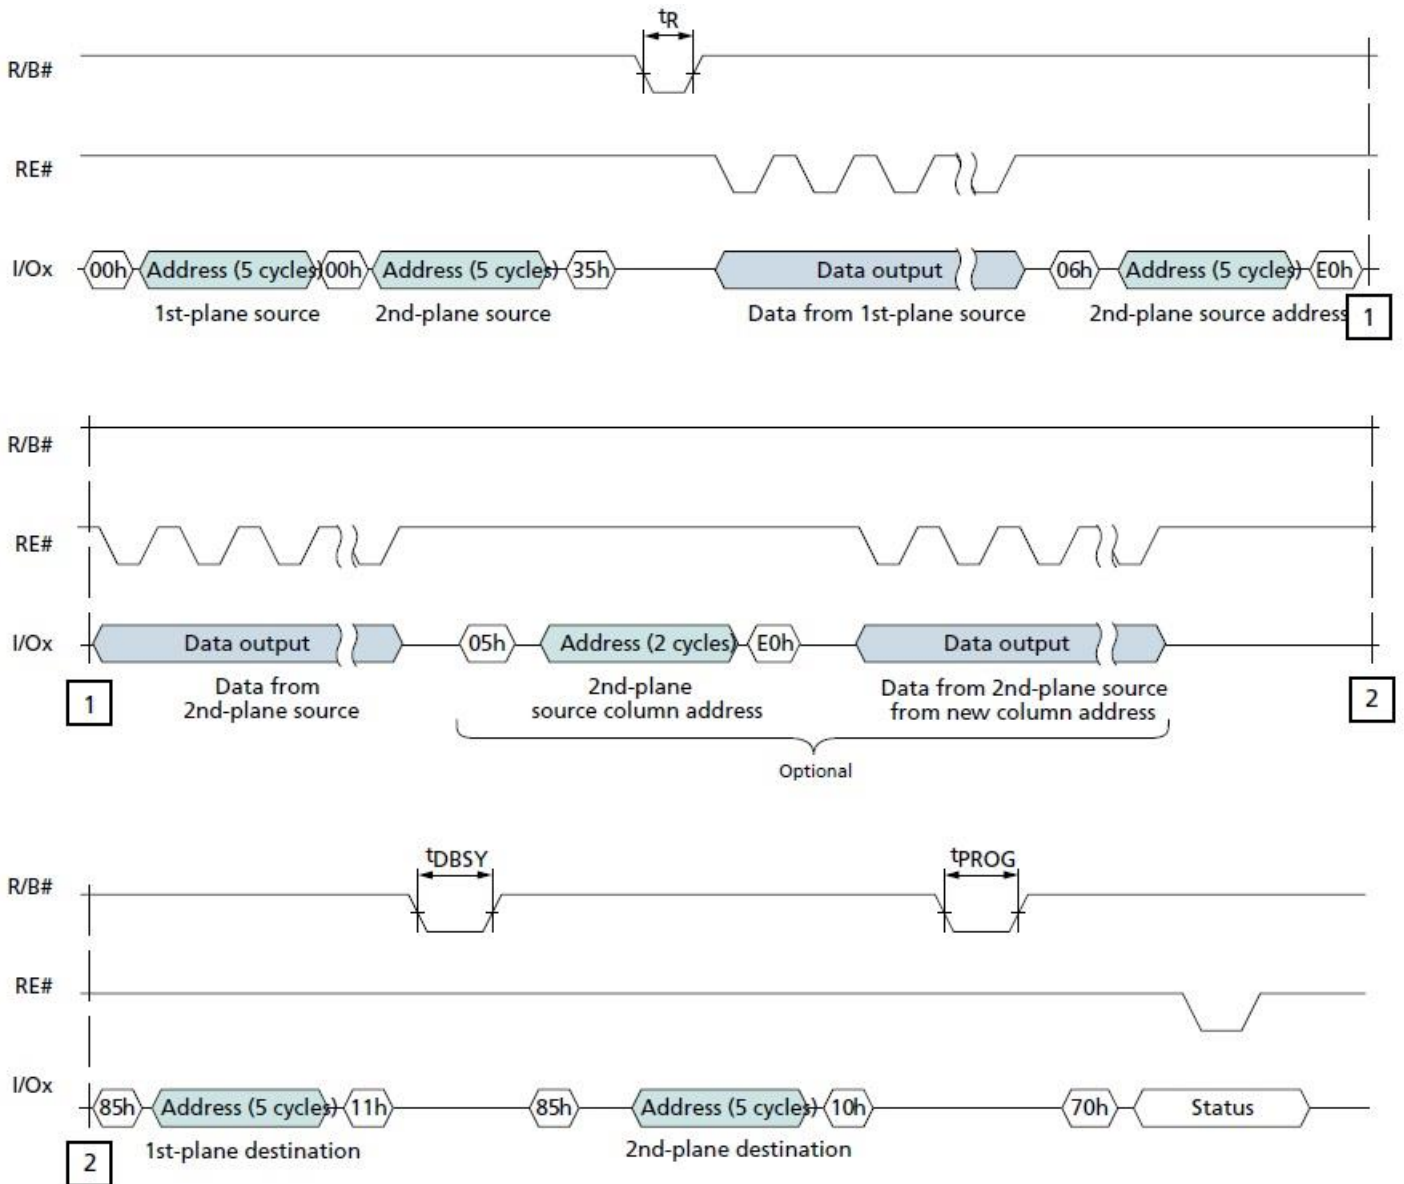 tR
R/B#
RE#
I/Ox 00h Address (5 cycles) 00h Address (5 cycles) 35h Data output 06h Address (5 cycles) E0h
1st-plane source 2nd-plane source Data from 1st-plane source 2nd-plane source address 1
R/B#
RE#
I/Ox Data output 05h Address (2 cycles) E0h Data output
1 Data from 2nd-plane Data from 2nd-plane source 2
2nd-plane source source column address from new column address
Optional
tDBSY tPROG
R/B#
RE#
I/Ox
85h Address (5 cycles) 11h 85h Address (5 cycles) 10h 70h Status
2 1st-plane destination 2nd-plane destination